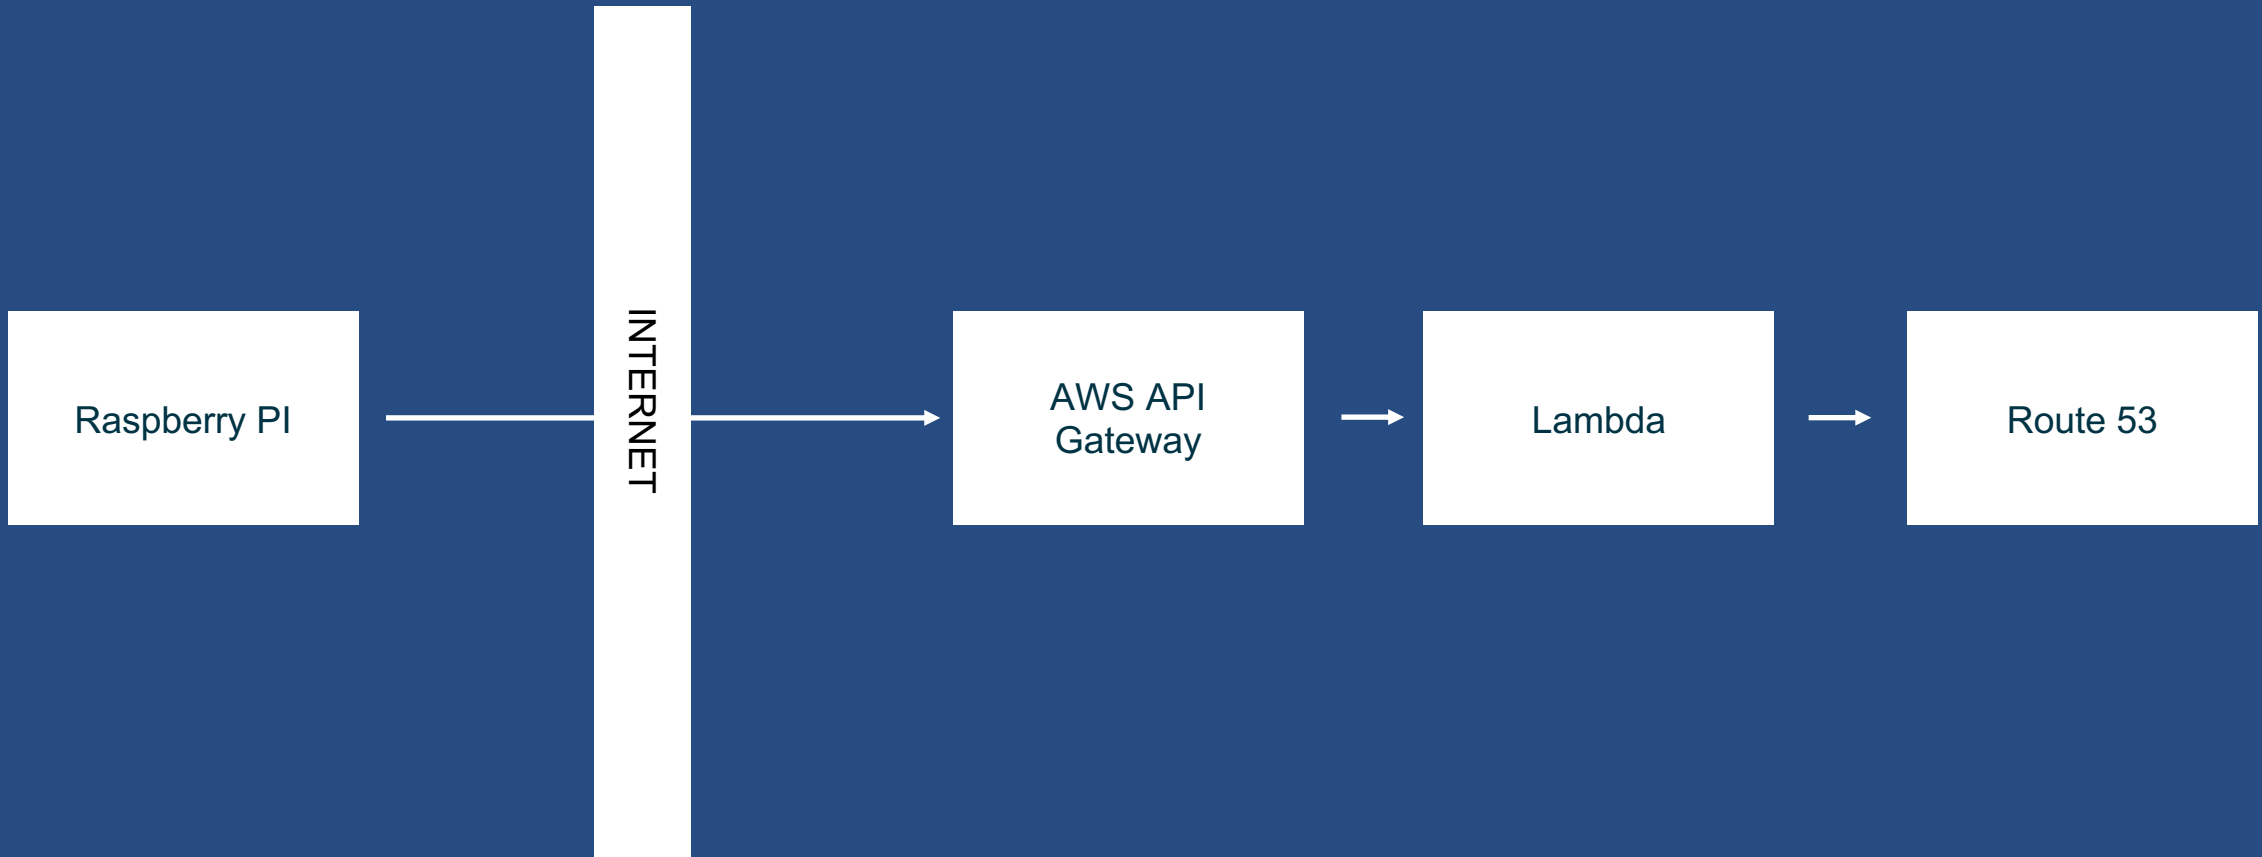 Raspberry PI
INTERNET
AWS API
Gateway
Lambda
Route 53